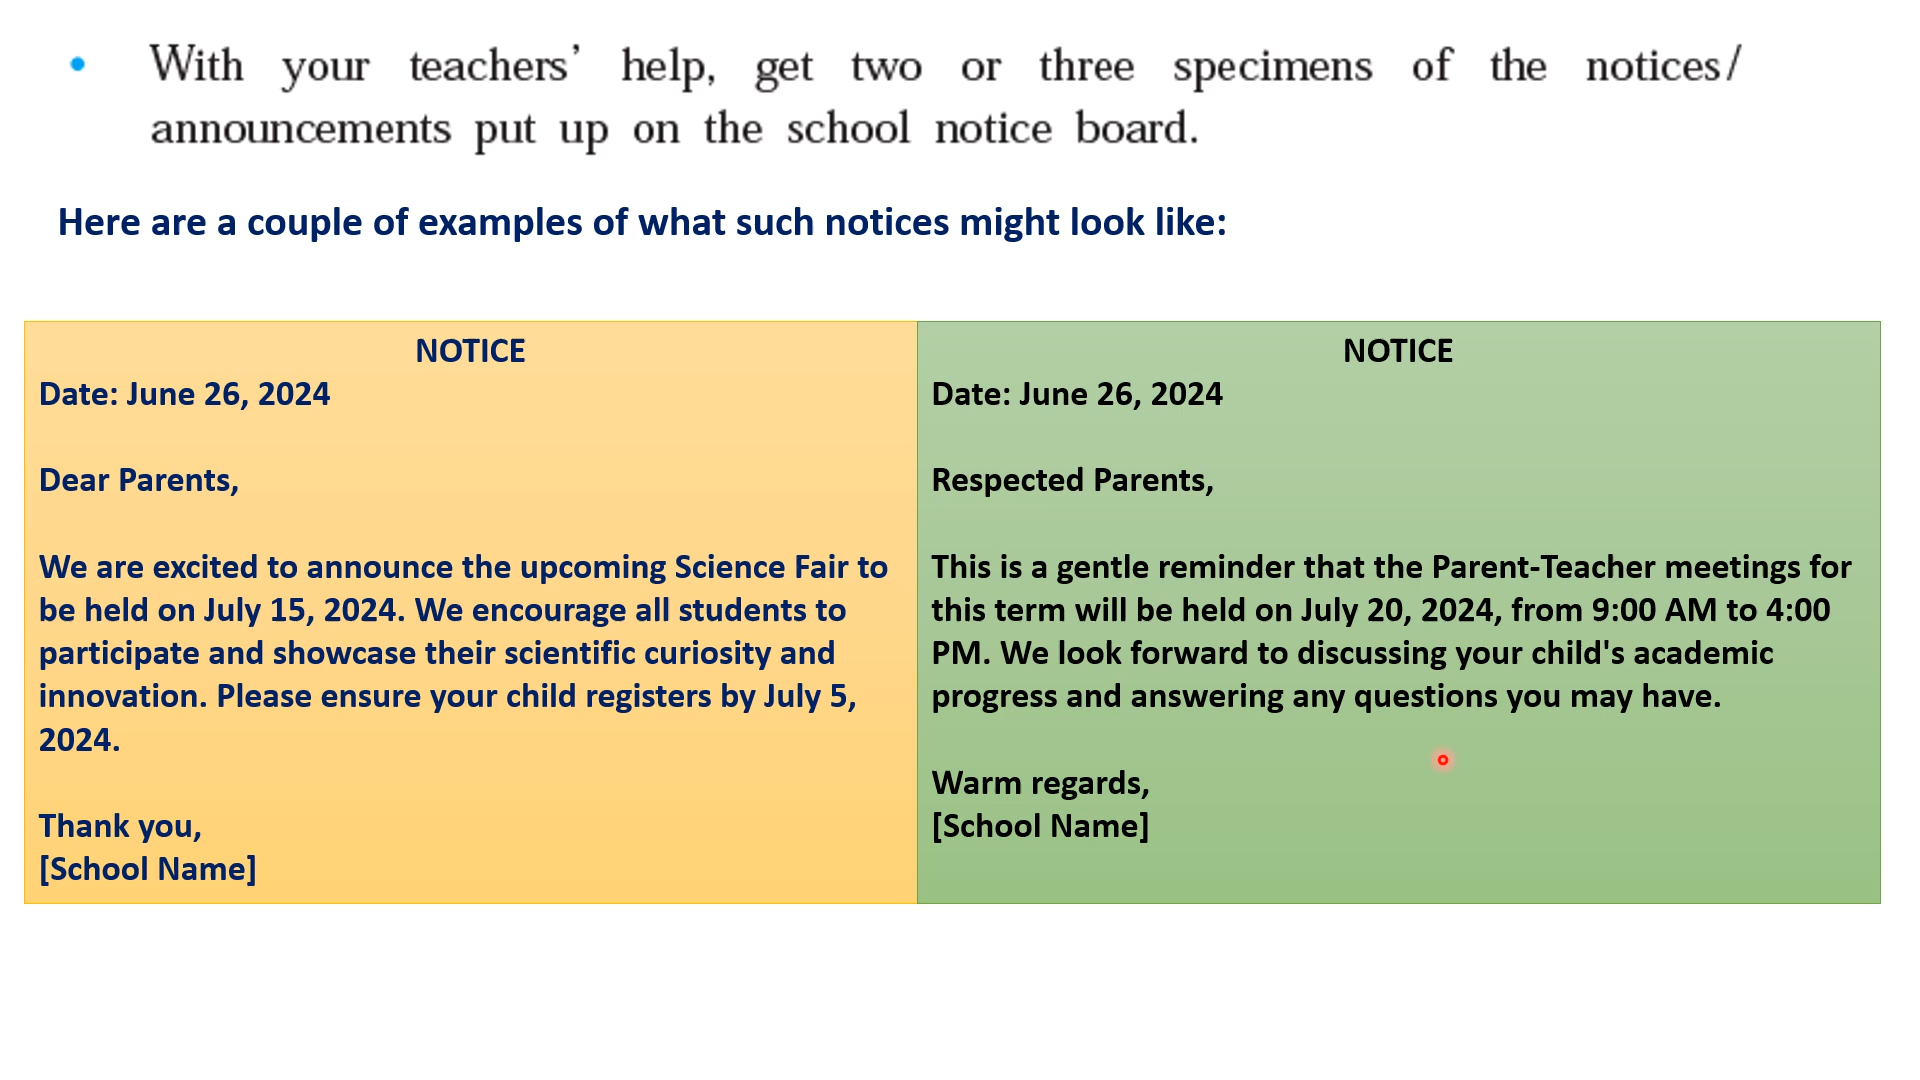 • With your teachers' help, get two or three specimens of the notices/
announcements put up on the school notice board.
Here are a couple of examples of what such notices might look like:
NOTICE
Date: June 26, 2024
Dear Parents,
We are excited to announce the upcoming Science Fair to
be held on July 15, 2024. We encourage all students to
participate and showcase their scientific curiosity and
innovation. Please ensure your child registers by July 5,
2024.
Thank you,
[School Name]
NOTICE
Date: June 26, 2024
Respected Parents,
This is a gentle reminder that the Parent-Teacher meetings for
this term will be held on July 20, 2024, from 9:00 AM to 4:00
PM. We look forward to discussing your child's academic
progress and answering any questions you may have.
Warm regards,
[School Name]